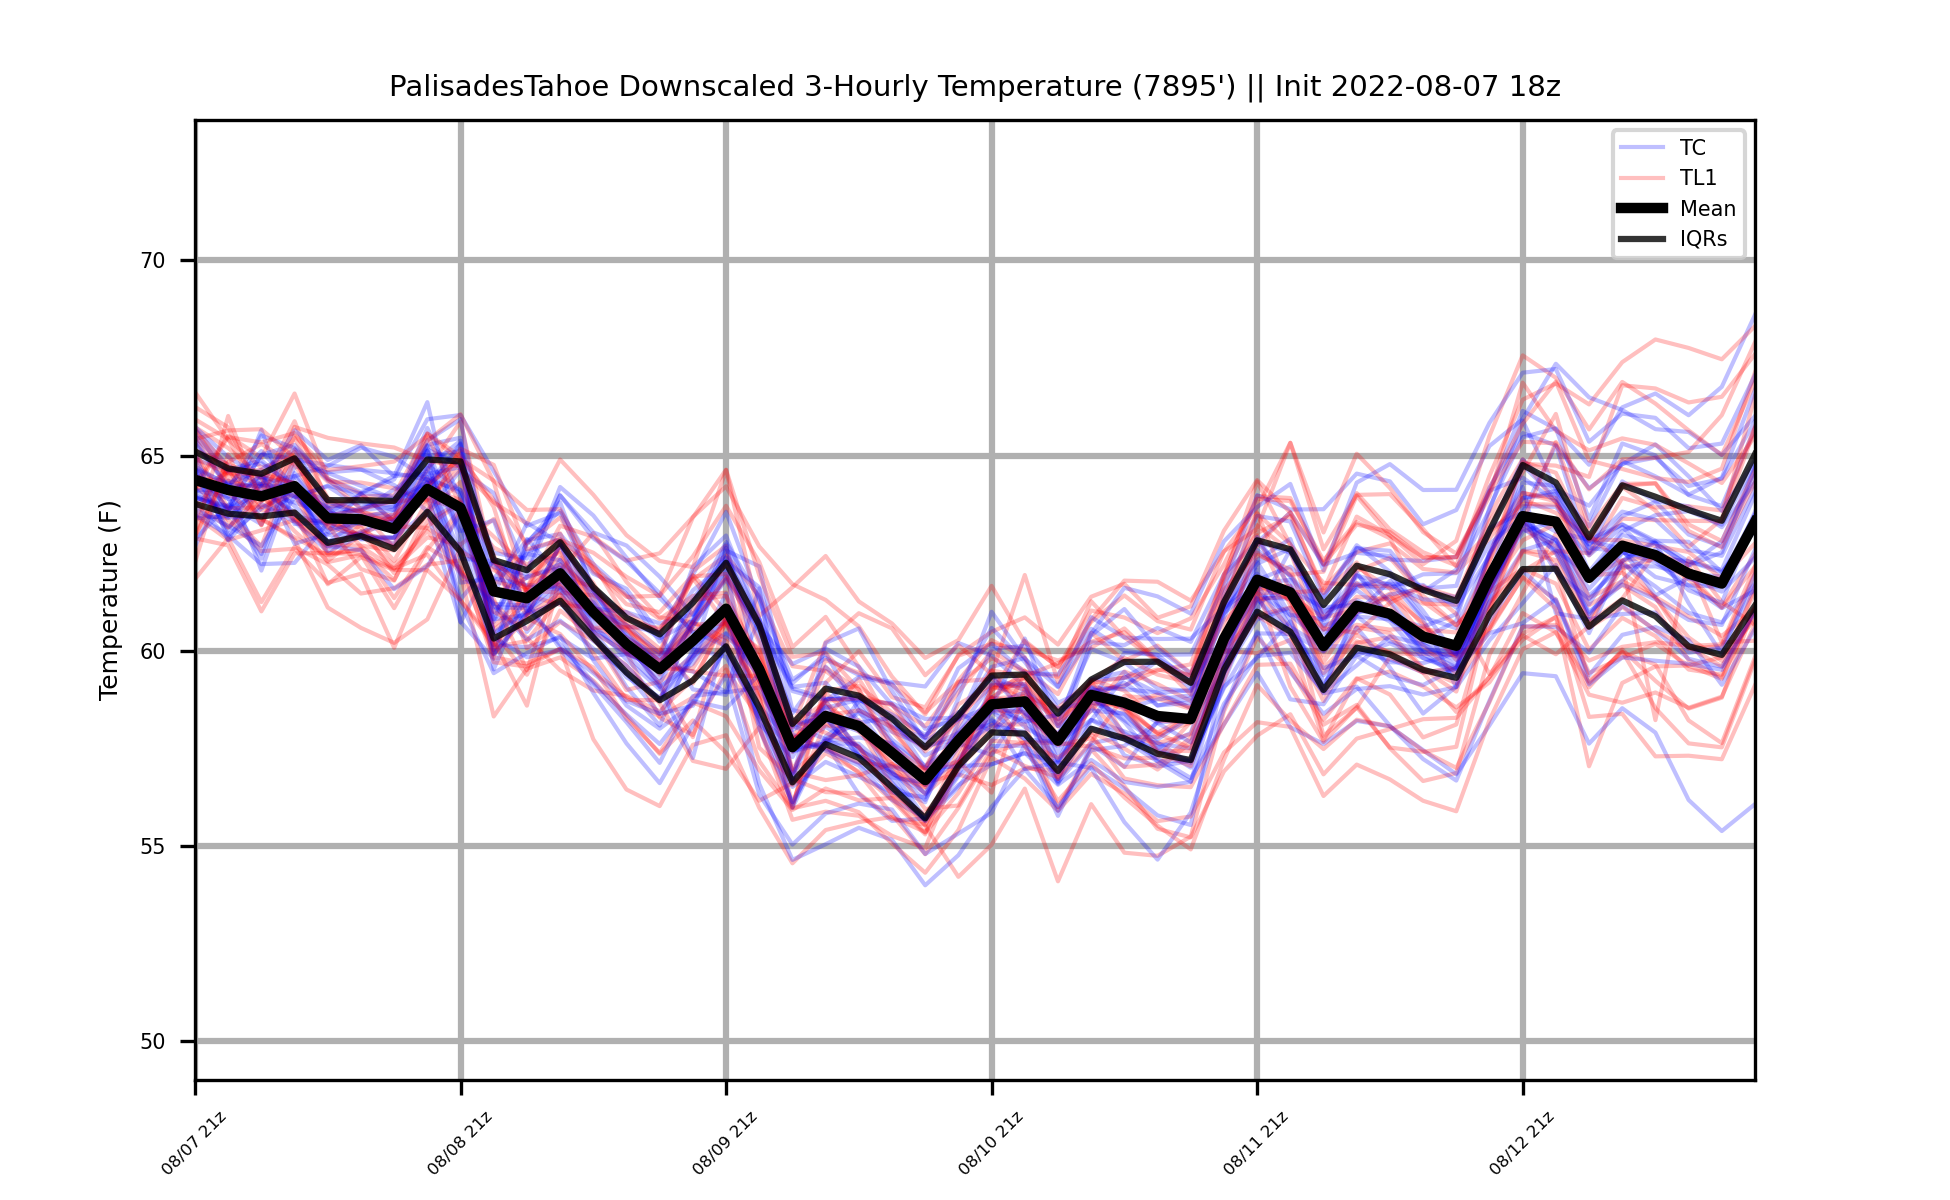 PalisadesTahoe Downscaled 3-Hourly Temperature (7895') || Init 2022-08-07 18z
TC
TL1
Mean
IQRs
Temperature (F)
70
65
60
55
50
08/07 21z
08/08 21z
08/09 21z
08/10 21z
08/11 21z
08/12 21z